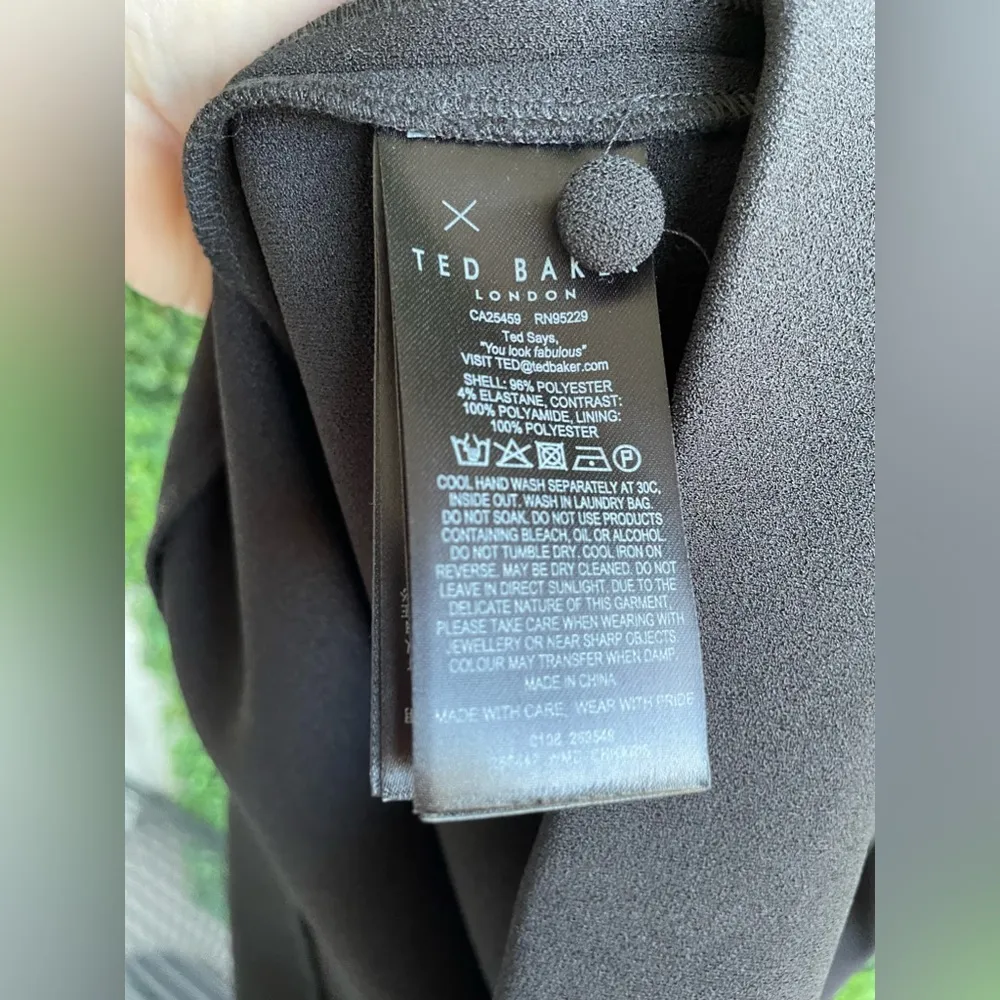 TED BAKER
LONDON
CA25459 RN95229
Ted Says,
"You look fabulous"
VISIT TED@tedbaker.com
SHELL: 96% POLYESTER
4% ELASTANE, CONTRAST:
100% POLYAMIDE, LINING:
100% POLYESTER
P
COOL HAND WASH SEPARATELY AT 30C,
INSIDE OUT. WASH IN LAUNDRY BAG.
DO NOT SOAK. DO NOT USE PRODUCTS
CONTAINING BLEACH, OIL OR ALCOHOL.
DO NOT TUMBLE DRY. COOL IRON ON
REVERSE. MAY BE DRY CLEANED. DO NOT
LEAVE IN DIRECT SUNLIGHT. DUE TO THE
DELICATE NATURE OF THIS GARMENT,
PLEASE TAKE CARE WHEN WEARING WITH
JEWELLERY OR NEAR SHARP OBJECTS.
COLOUR MAY TRANSFER WHEN DAMP
MADE IN CHINA
MADE WITH CARE, WEAR WITH PRIDE